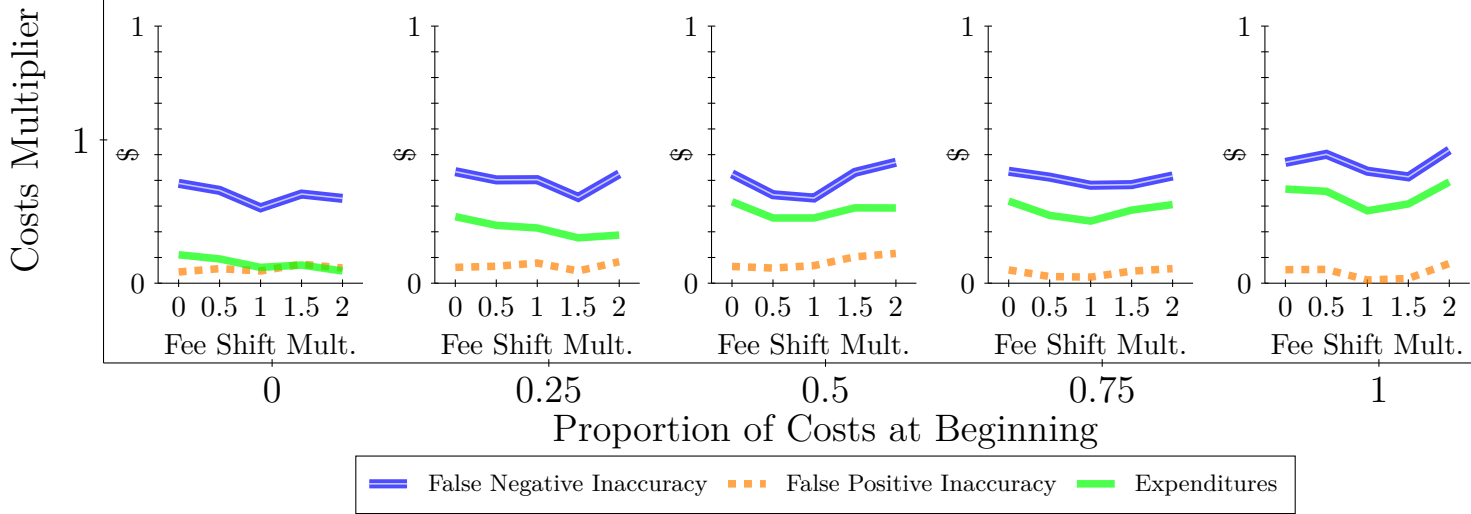 Costs Multiplier
1
1
$
0
0 0.5 1 1.5 2
Fee Shift Mult.
1
$
0
0 0.5 1 1.5 2
Fee Shift Mult.
1
$
0
0 0.5 1 1.5 2
Fee Shift Mult.
1
$
0
0 0.5 1 1.5 2
Fee Shift Mult.
1
$
0
0 0.5 1 1.5 2
Fee Shift Mult.
0 0.25 0.5 0.75 1
Proportion of Costs at Beginning
False Negative Inaccuracy False Positive Inaccuracy Expenditures